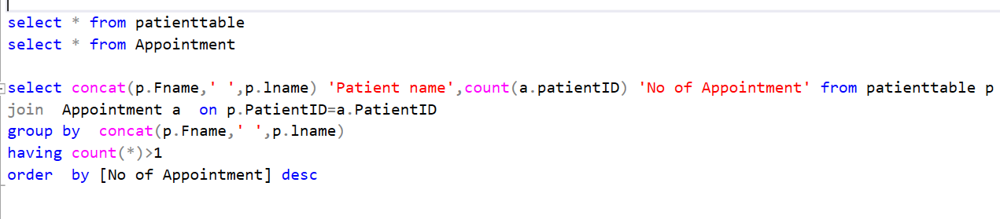 select * from patienttable
select * from Appointment
select concat(p.Fname,' ',p.lname) 'Patient name',count(a.patientID) 'No of Appointment' from patienttable p
join  Appointment a  on p.PatientID=a.PatientID
group by  concat(p.Fname,' ',p.lname)
having count(*)>1
order  by [No of Appointment] desc